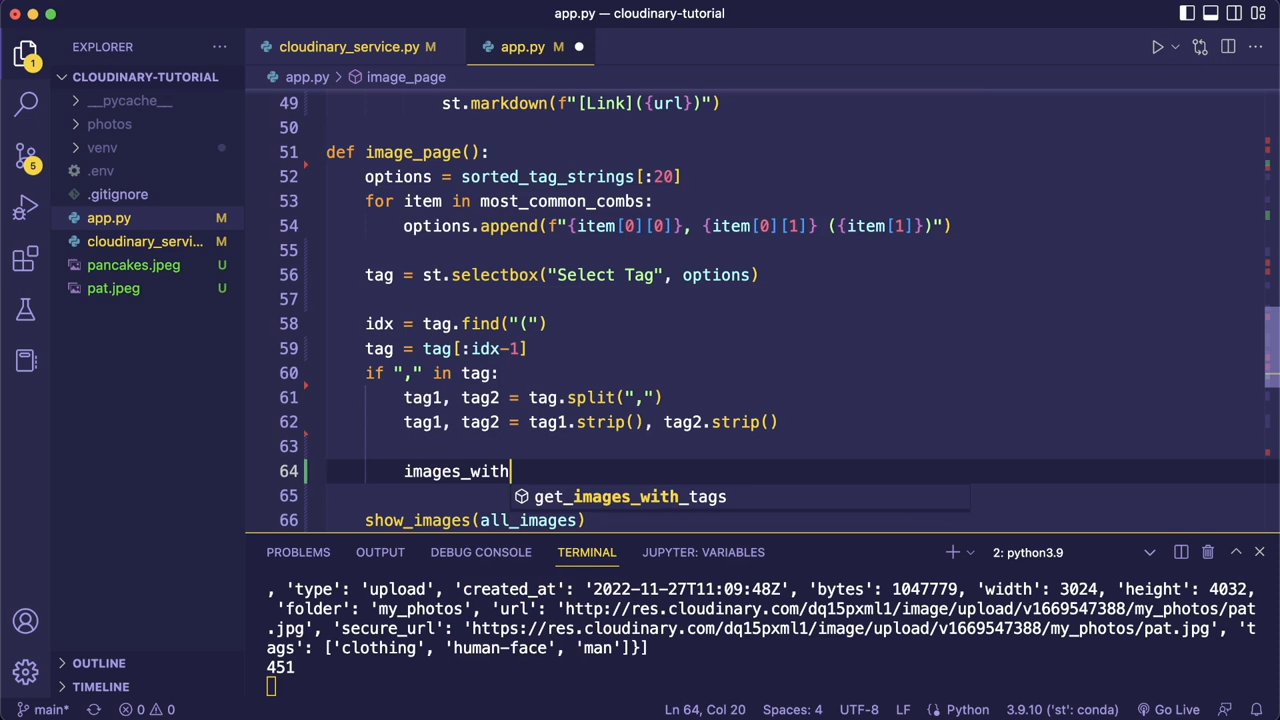 app.py — cloudinary-tutorial
EXPLORER
cloudinary_service.py M
app.py M
CLOUDINARY-TUTORIAL
app.py > image_page
__pycache__
photos
venv
.env
.gitignore
app.py M
cloudinary_servi... M
pancakes.jpeg U
pat.jpeg U
1
5
49 st.markdown(f"[Link]({url})")
50
51 def image_page():
52 options = sorted_tag_strings[:20]
53 for item in most_common_combs:
54 options.append(f"{item[0][0]}, {item[0][1]} ({item[1]})")
55
56 tag = st.selectbox("Select Tag", options)
57
58 idx = tag.find("(")
59 tag = tag[:idx-1]
60 if "," in tag:
61 tag1, tag2 = tag.split(",")
62 tag1, tag2 = tag1.strip(), tag2.strip()
63
64 images_with
65 get_images_with_tags
66 show_images(all_images)
PROBLEMS OUTPUT DEBUG CONSOLE TERMINAL JUPYTER: VARIABLES 2: python3.9
, 'type': 'upload', 'created_at': '2022-11-27T11:09:48Z', 'bytes': 1047779, 'width': 3024, 'height': 4032,
'folder': 'my_photos', 'url': 'http://res.cloudinary.com/dq15pxml1/image/upload/v1669547388/my_photos/pat
.jpg', 'secure_url': 'https://res.cloudinary.com/dq15pxml1/image/upload/v1669547388/my_photos/pat.jpg', 't
ags': ['clothing', 'human-face', 'man']}]
451
OUTLINE
TIMELINE
main* 0 0 Ln 64, Col 20 Spaces: 4 UTF-8 LF Python 3.9.10 ('st': conda) Go Live